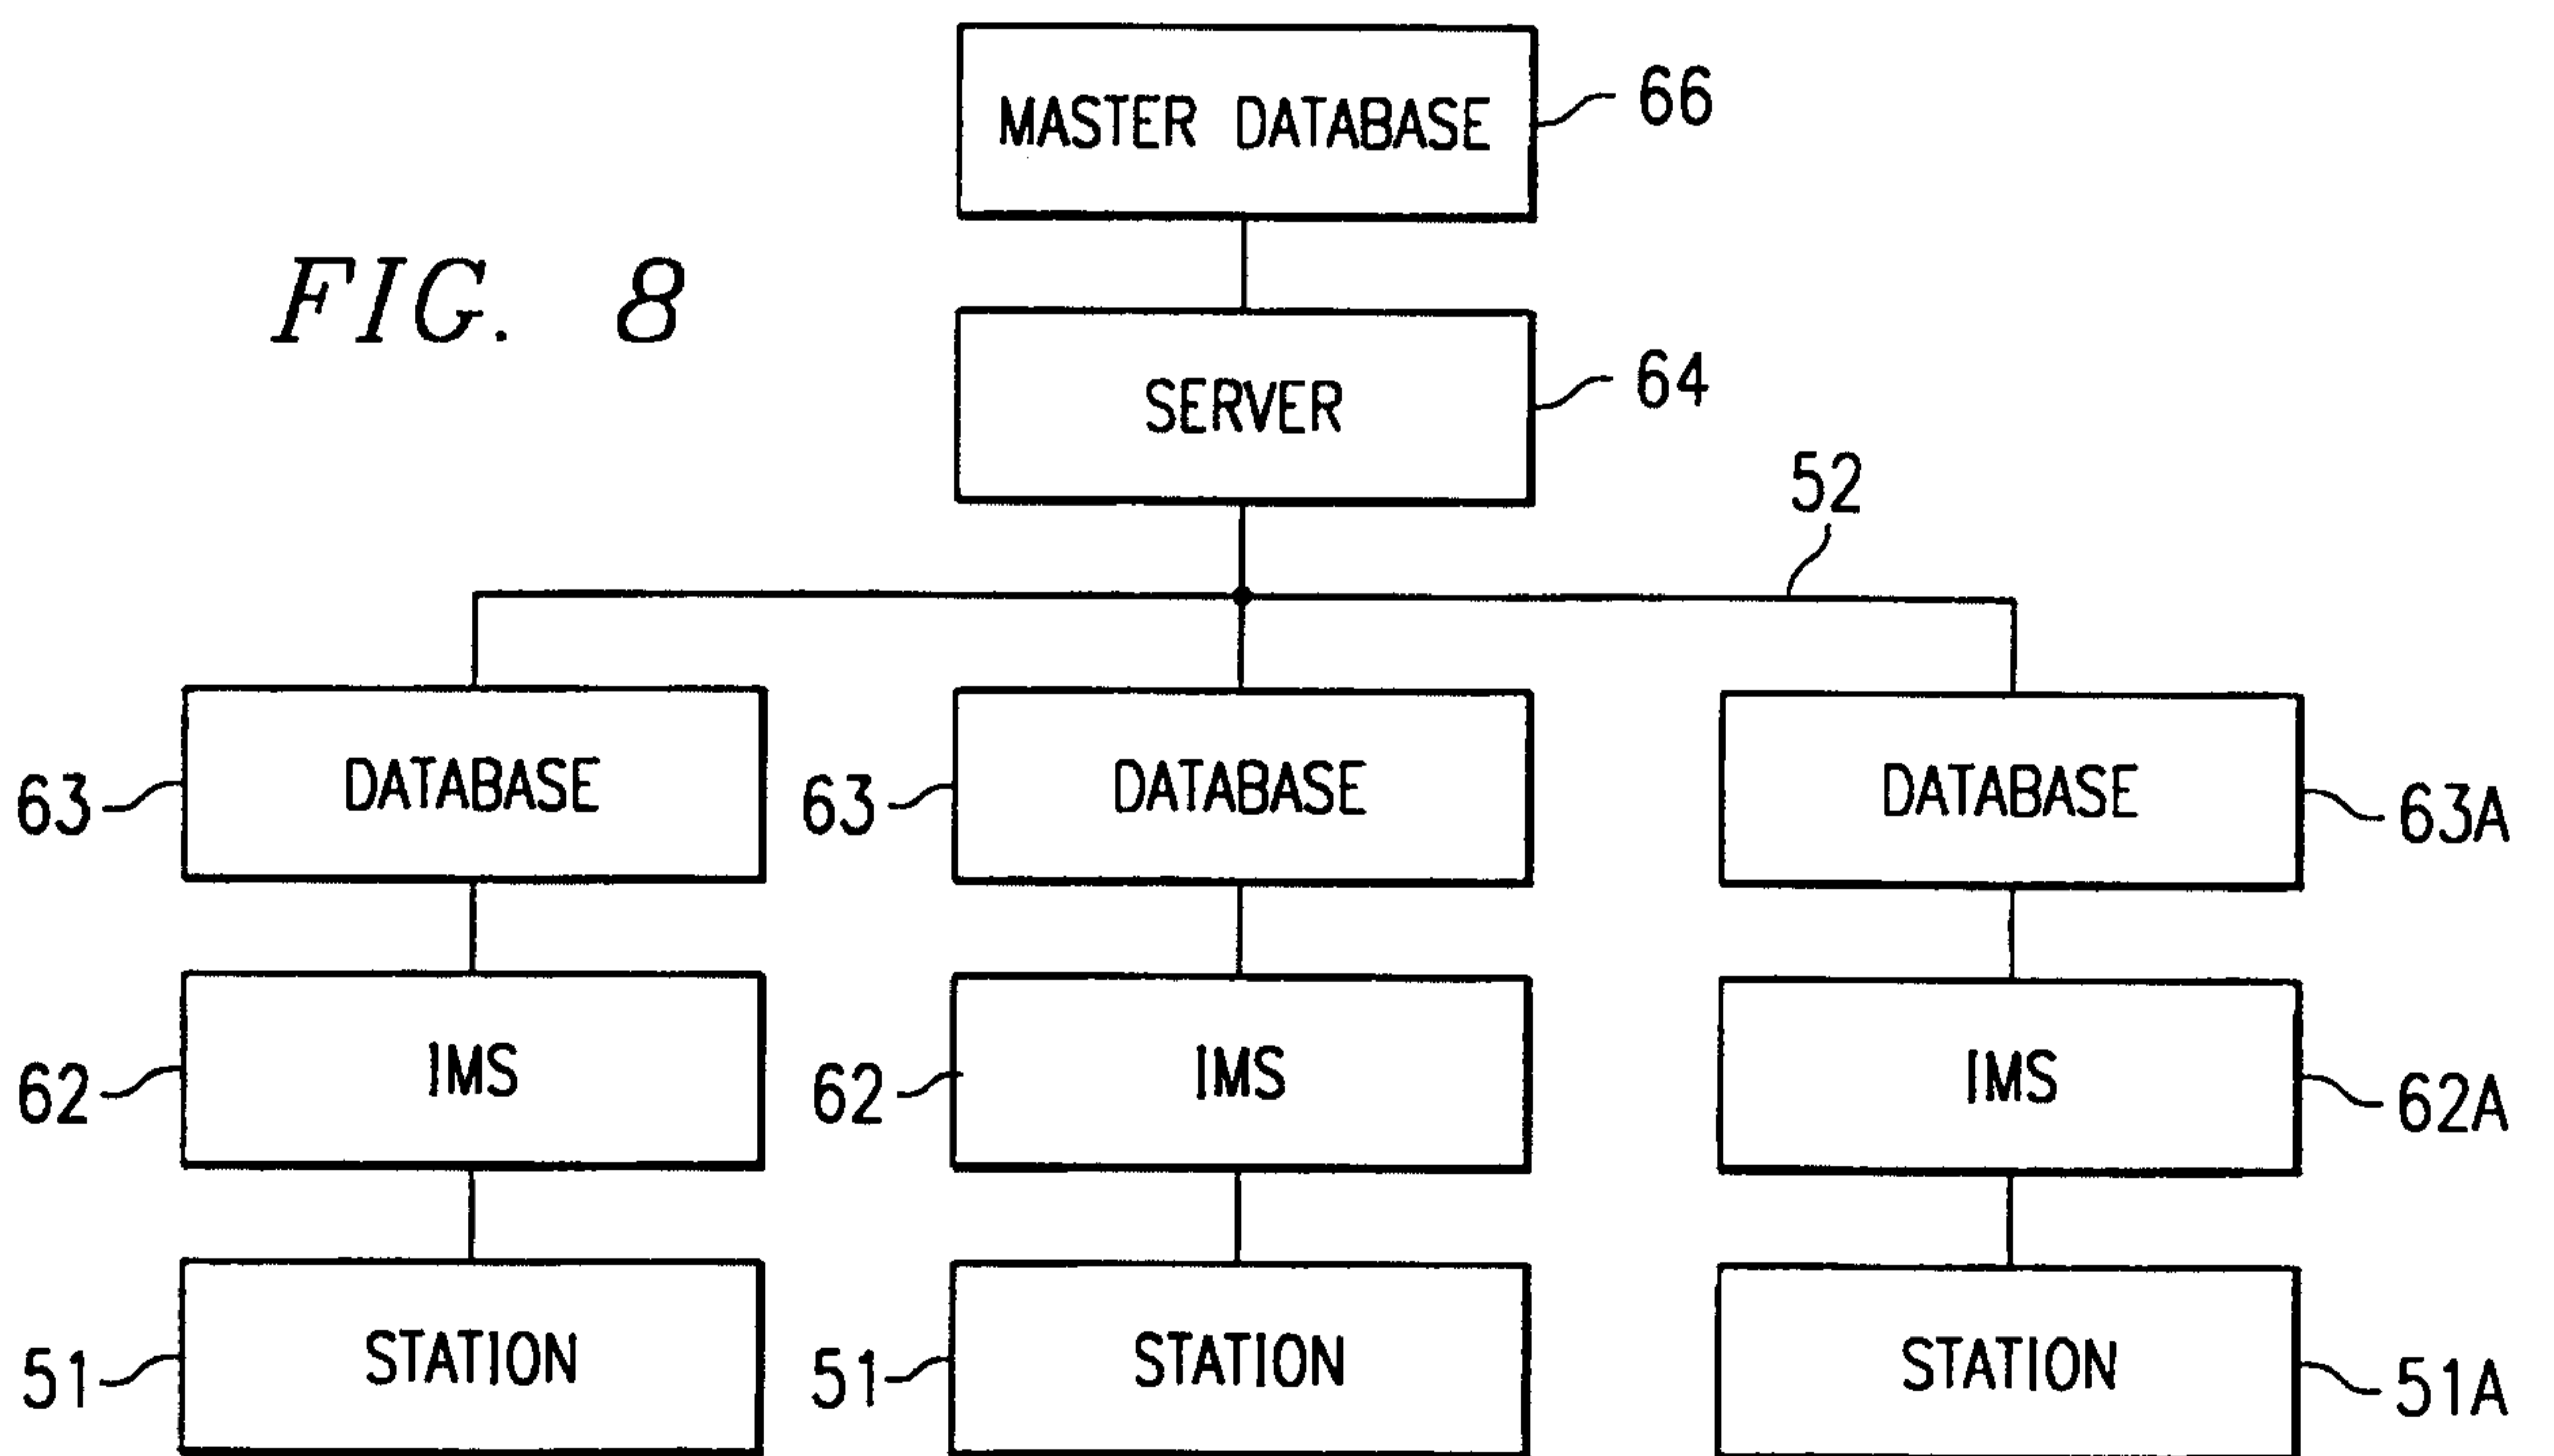 MASTER DATABASE
66
FIG. 8
SERVER
64
52
63
DATABASE
63
DATABASE
DATABASE
63A
62
IMS
62
IMS
IMS
62A
51
STATION
51
STATION
STATION
51A